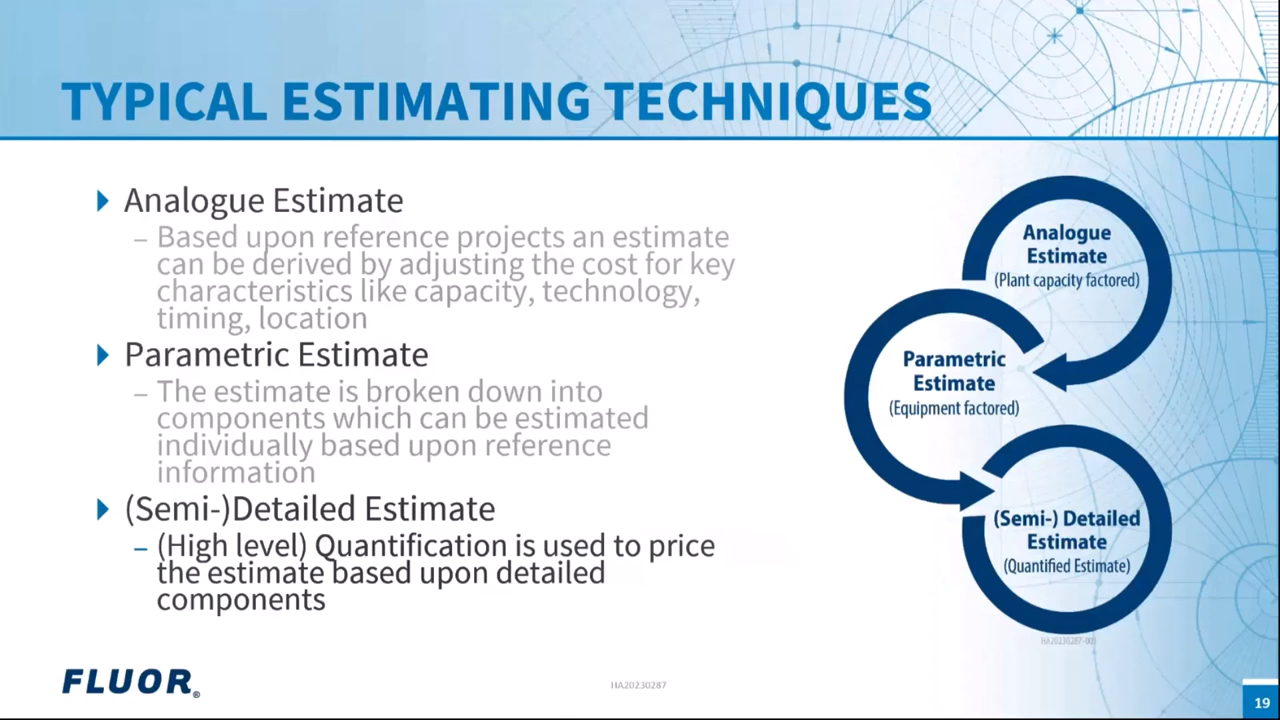 TYPICAL ESTIMATING TECHNIQUES
Analogue Estimate
– Based upon reference projects an estimate
can be derived by adjusting the cost for key
characteristics like capacity, technology,
timing, location
Parametric Estimate
– The estimate is broken down into
components which can be estimated
individually based upon reference
information
(Semi-)Detailed Estimate
– (High level) Quantification is used to price
the estimate based upon detailed
components
Analogue
Estimate
(Plant capacity factored)
Parametric
Estimate
(Equipment factored)
(Semi-) Detailed
Estimate
(Quantified Estimate)
HA20230287-001
FLUOR®
HA20230287
19